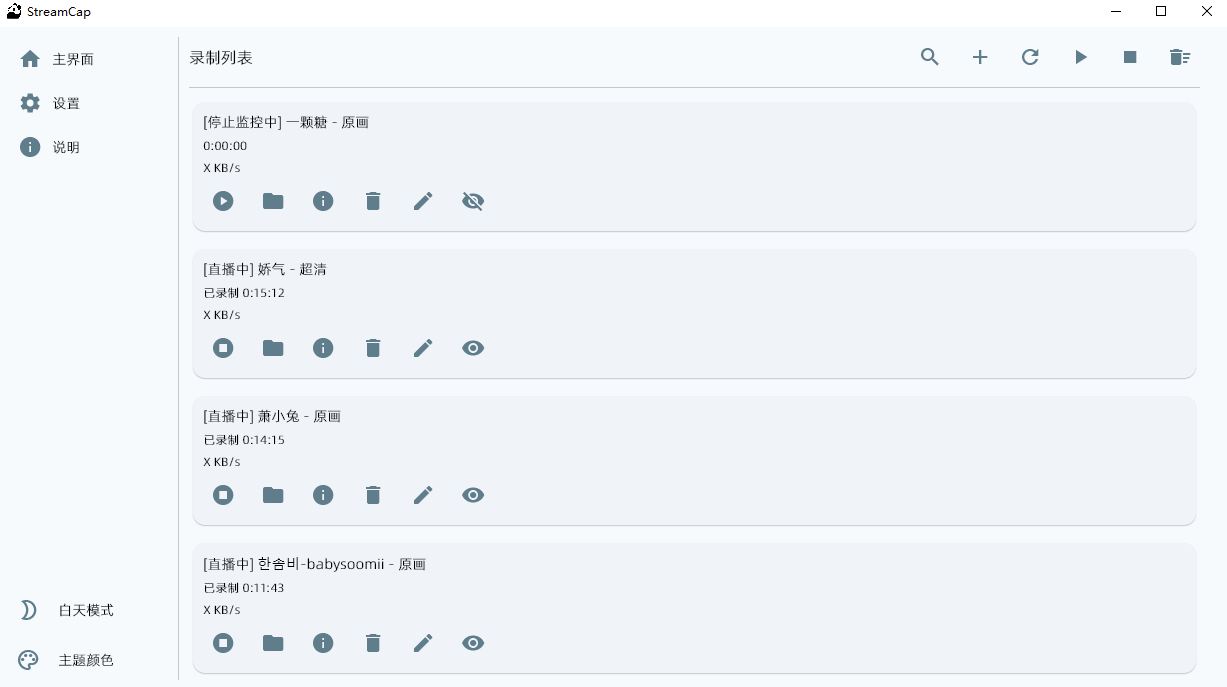 StreamCap
主界面
设置
说明
白天模式
主题颜色
录制列表
[停止监控中] 一颗糖 - 原画
0:00:00
X KB/s
[直播中] 娇气 - 超清
已录制 0:15:12
X KB/s
[直播中] 萧小兔 - 原画
已录制 0:14:15
X KB/s
[直播中] 한솜비-babysoomii - 原画
已录制 0:11:43
X KB/s